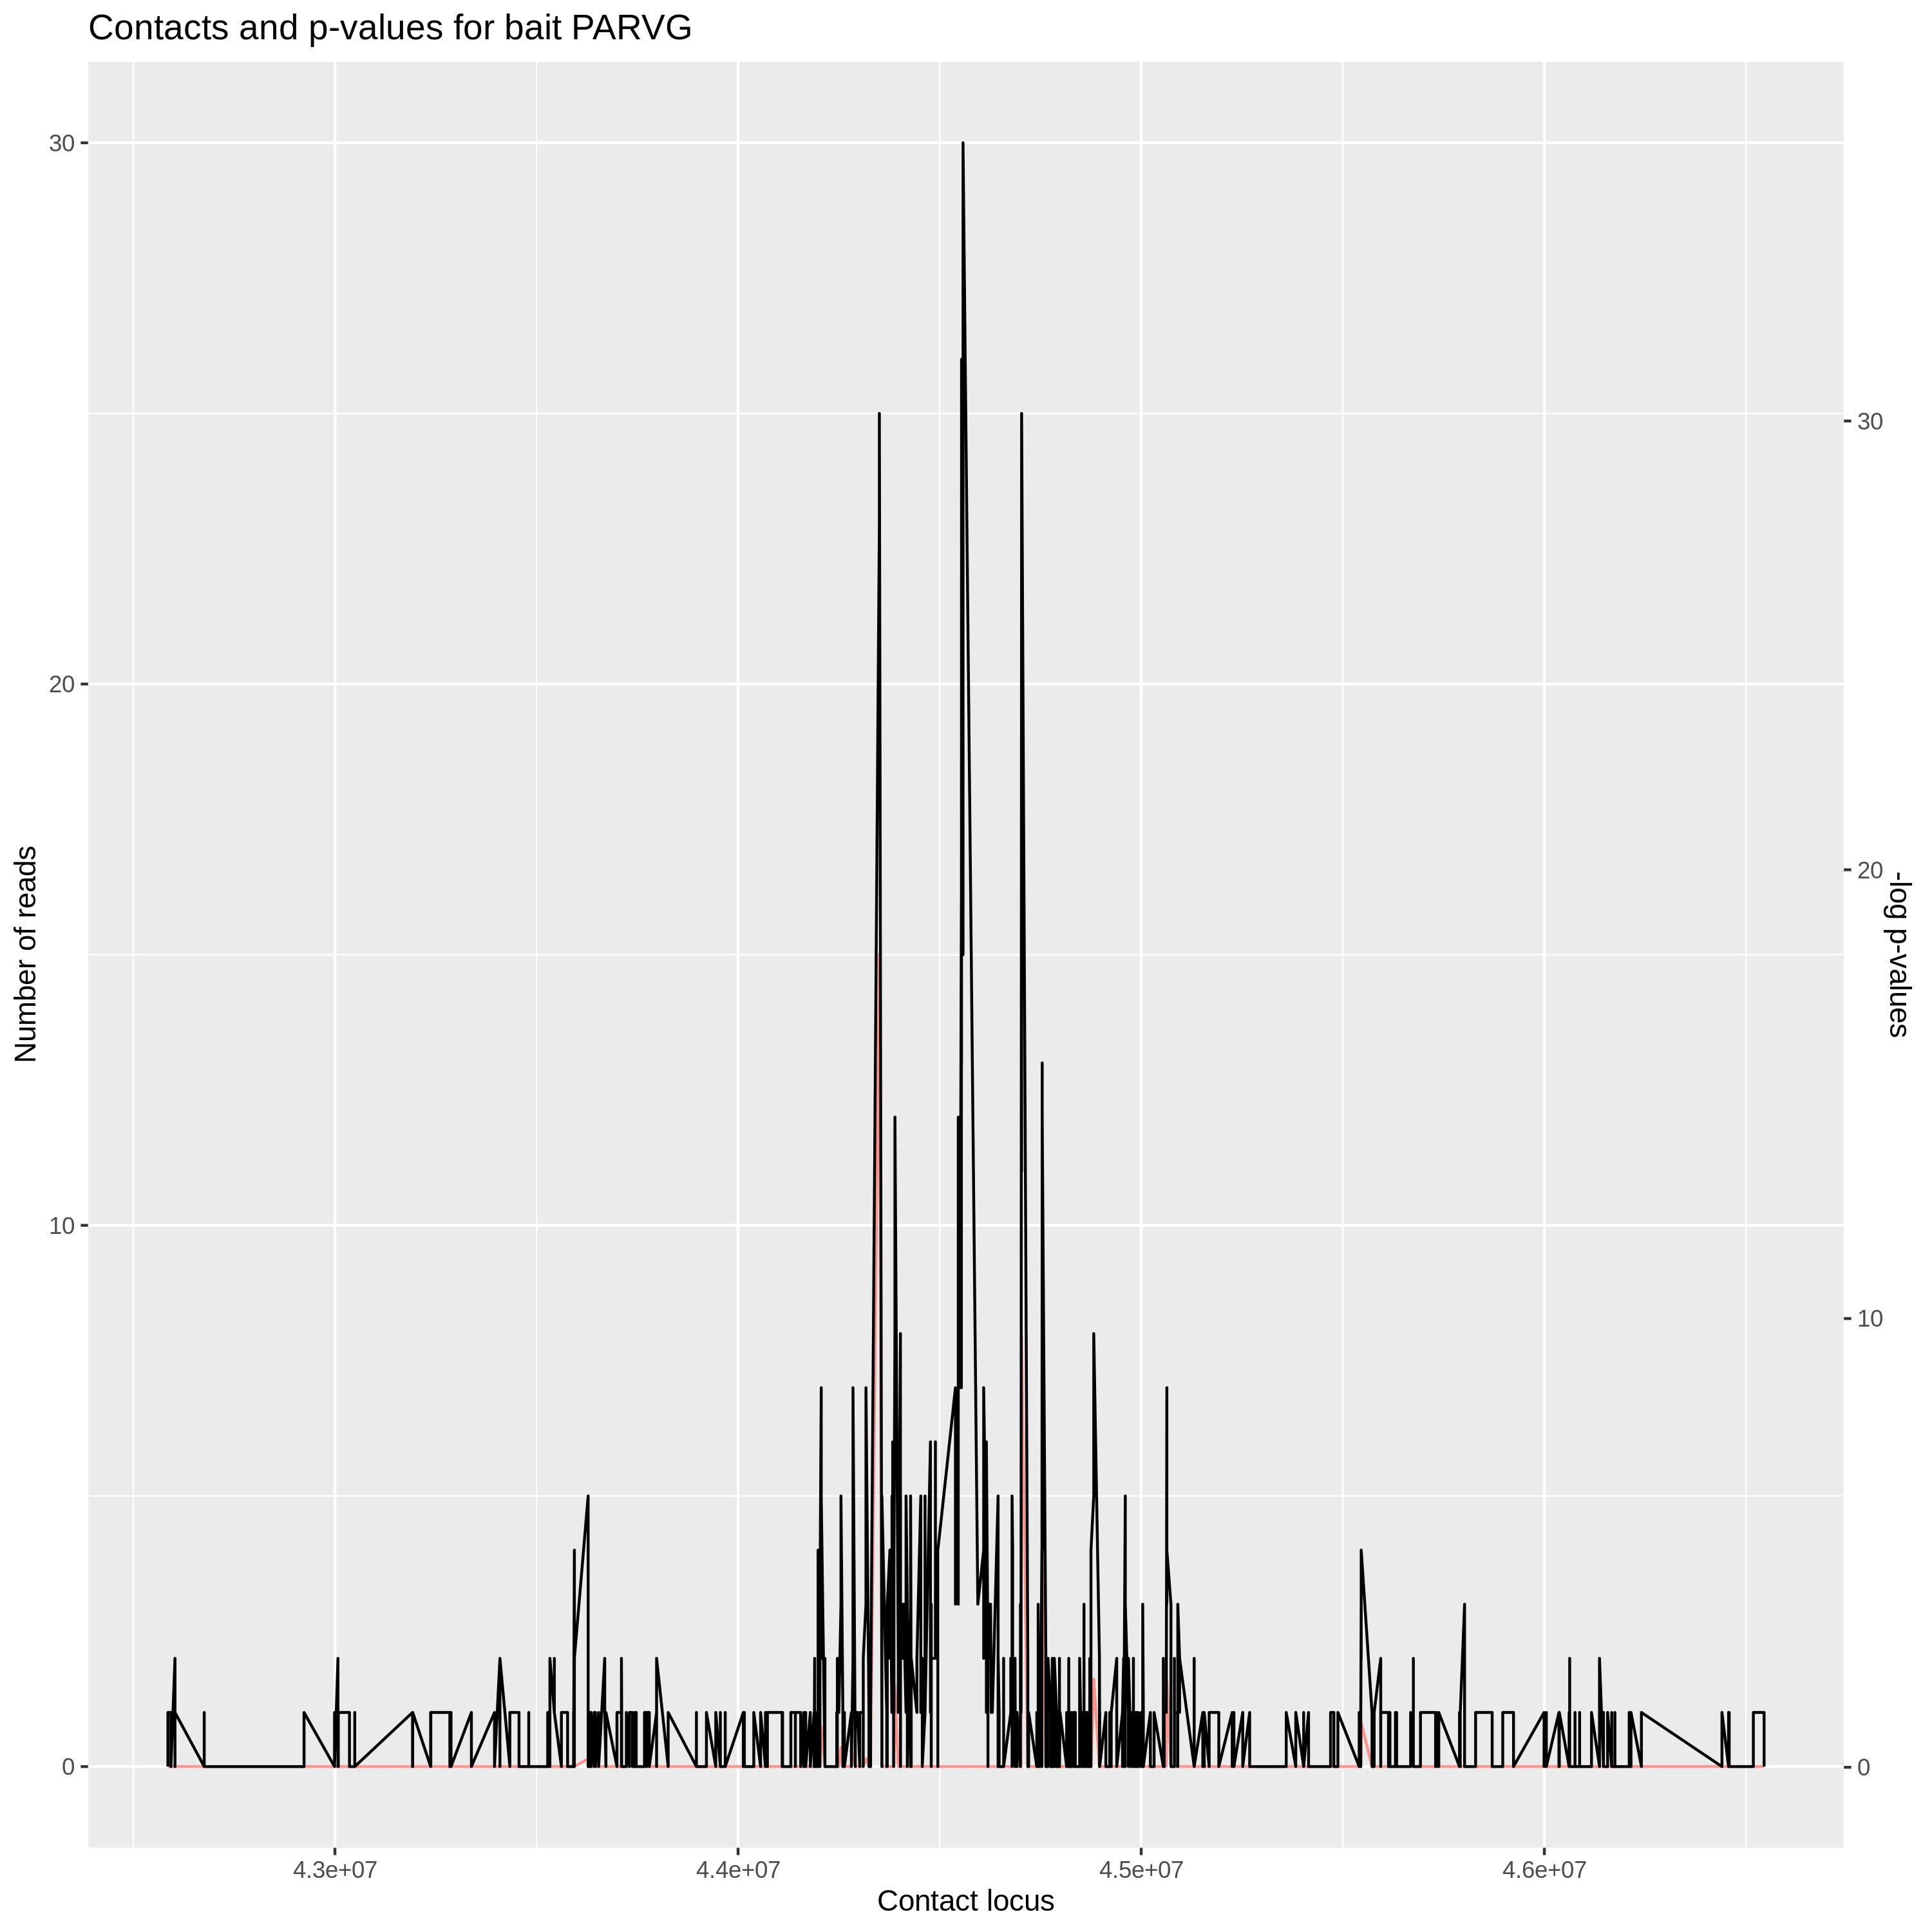 Contacts and p-values for bait PARVG
30
20
10
0
Number of reads
30
20
10
0
-log p-values
4.3e+07 4.4e+07 4.5e+07 4.6e+07
Contact locus